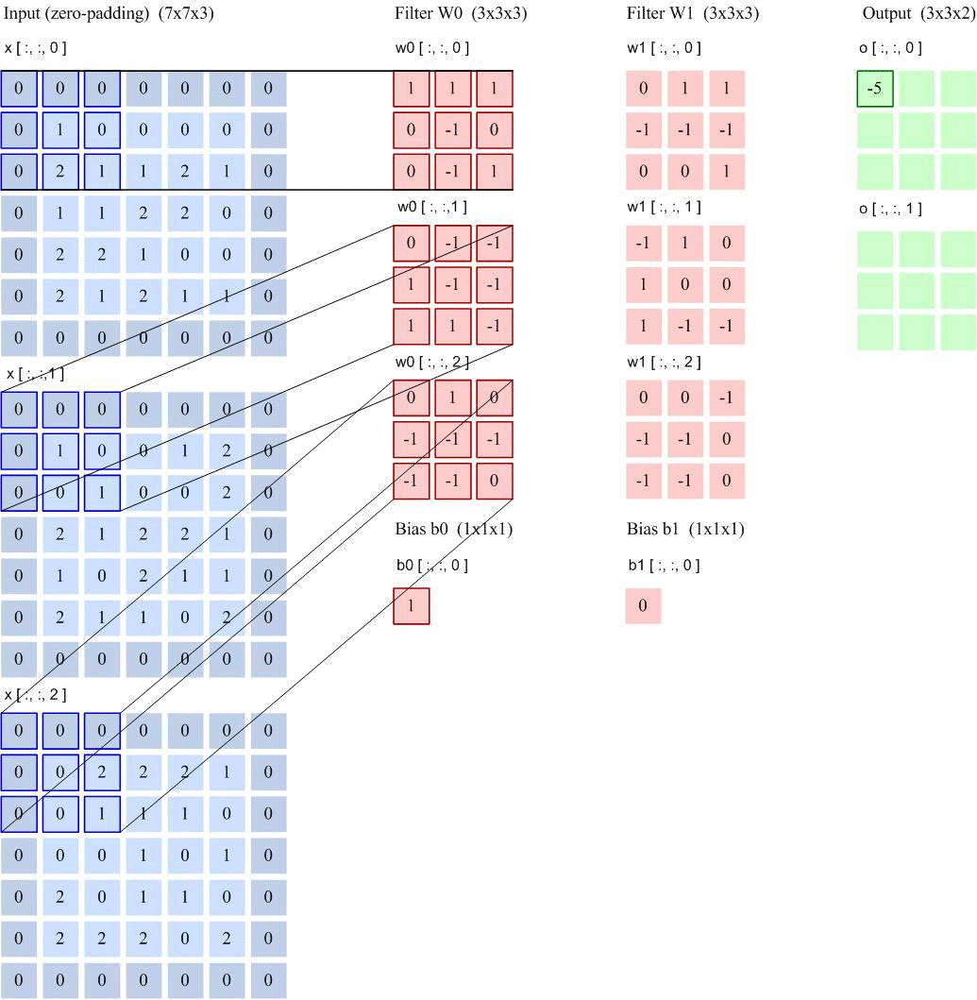 Input (zero-padding) (7x7x3) Filter W0 (3x3x3) Filter W1 (3x3x3) Output (3x3x2)
x [ :, :, 0 ] w0 [ :, :, 0 ] w1 [ :, :, 0 ] o [ :, :, 0 ]
0 0 0 0 0 0 0 1 1 1 0 1 1 -5
0 1 0 0 0 0 0 0 -1 0 -1 -1 -1
0 2 1 1 2 1 0 0 -1 1 0 0 1
w0 [ :, :,1] w1 [ :, :, 1 ] o [ :, :, 1 ]
0 1 1 2 2 0 0
0 -1 -1 -1 1 0
0 2 2 1 0 0 0
1 -1 -1 1 0 0
0 2 1 2 1 1 0
1 1 -1 1 -1 -1
0 0 0 0 0 0 0
w0 [ :, :, 2] w1 [ :, :, 2 ]
x [ :, :,1]
0 1 0 0 0 -1
0 0 0 0 0 0 0
-1 -1 -1 -1 -1 0
0 1 0 0 1 2 0
-1 -1 0 -1 -1 0
0 0 1 0 0 2 0
Bias b0 (1x1x1) Bias b1 (1x1x1)
0 2 1 2 2 1 0
b0 [ :, :, 0 ] b1 [ :, :, 0 ]
0 1 0 2 1 1 0
1 0
0 2 1 1 0 2 0
0 0 0 0 0 0 0
x [ :, :, 2 ]
0 0 0 0 0 0 0
0 0 2 2 2 1 0
0 0 1 1 1 0 0
0 0 0 1 0 1 0
0 2 0 1 1 0 0
0 2 2 2 0 2 0
0 0 0 0 0 0 0